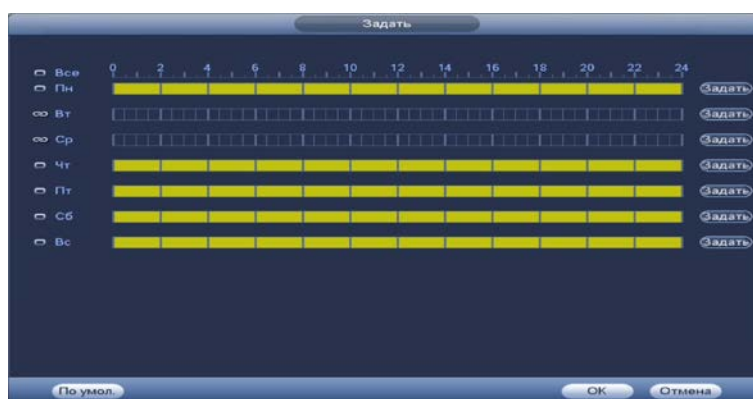 Задать
0 2 4 6 8 10 12 14 16 18 20 22 24
Все
Пн Задать
Вт Задать
Ср Задать
Чт Задать
Пт Задать
Сб Задать
Вс Задать
По умол. OK Отмена